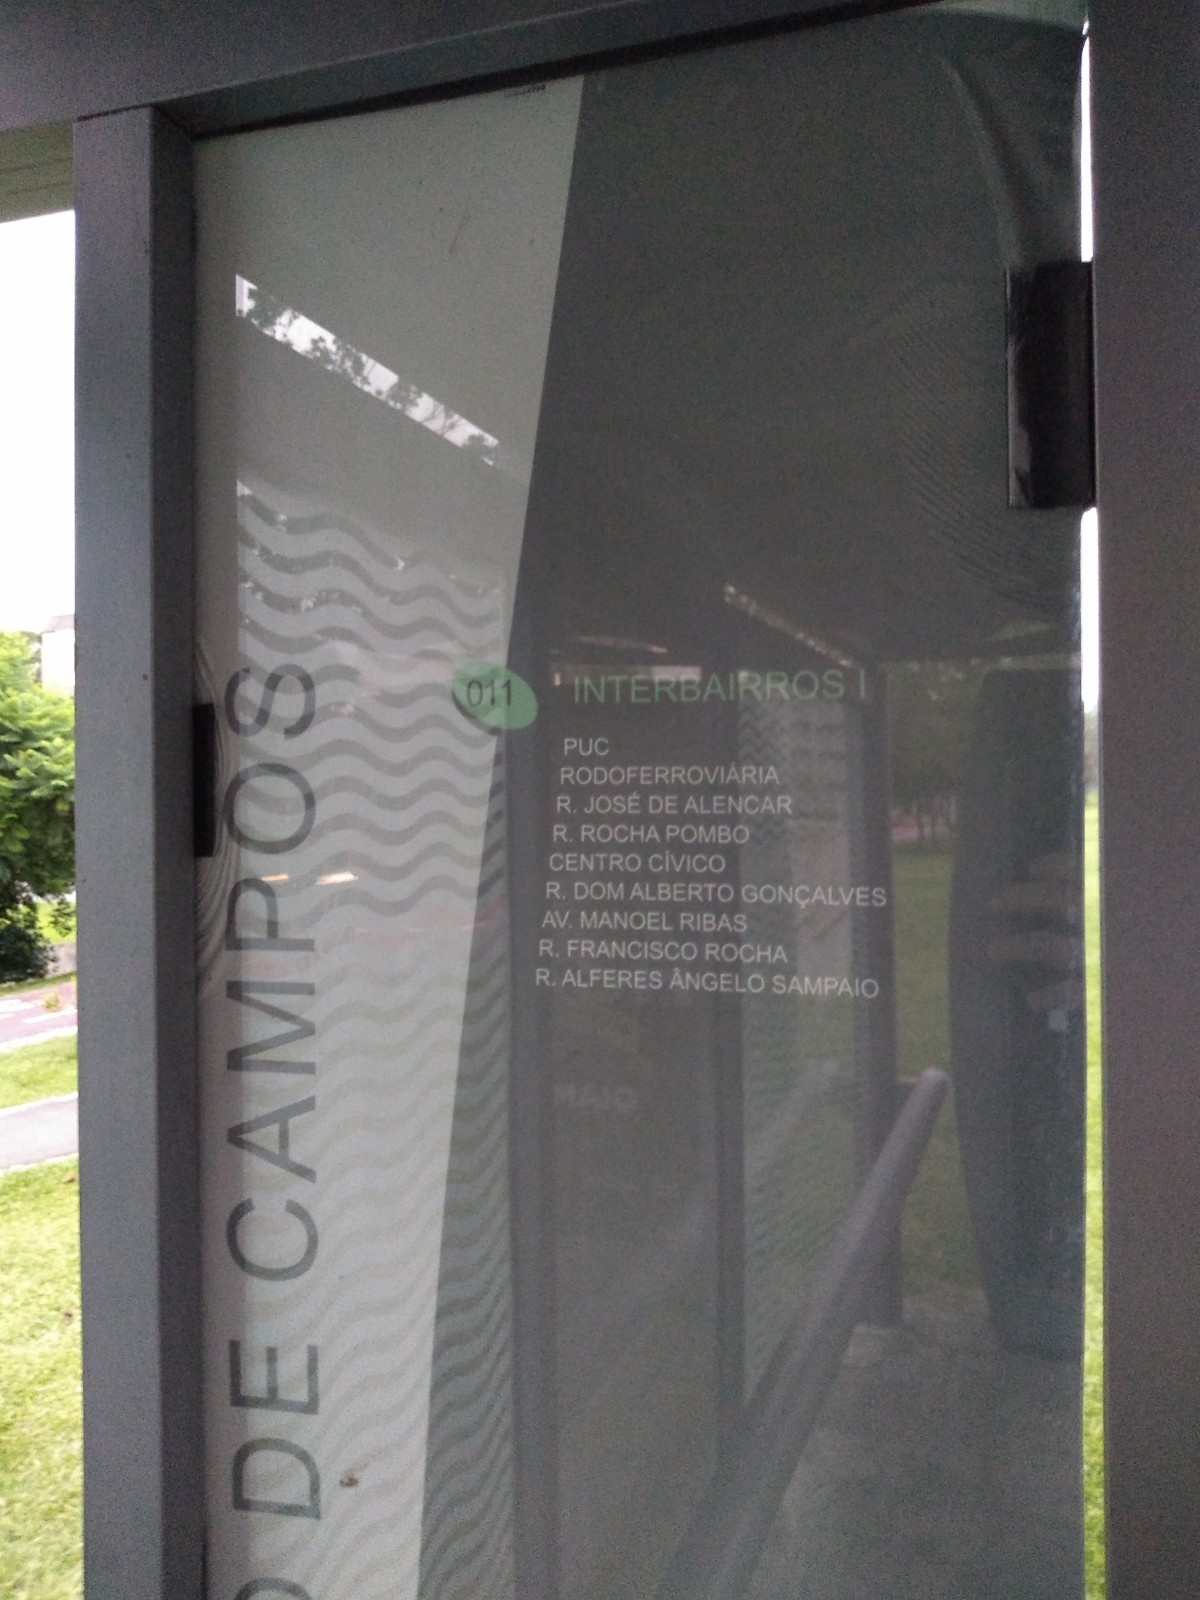 DE CAMPOS
011 INTERBAIRROS I
PUC
RODOFERROVIÁRIA
R. JOSÉ DE ALENCAR
R. ROCHA POMBO
CENTRO CÍVICO
R. DOM ALBERTO GONÇALVES
AV. MANOEL RIBAS
R. FRANCISCO ROCHA
R. ALFERES ÂNGELO SAMPAIO